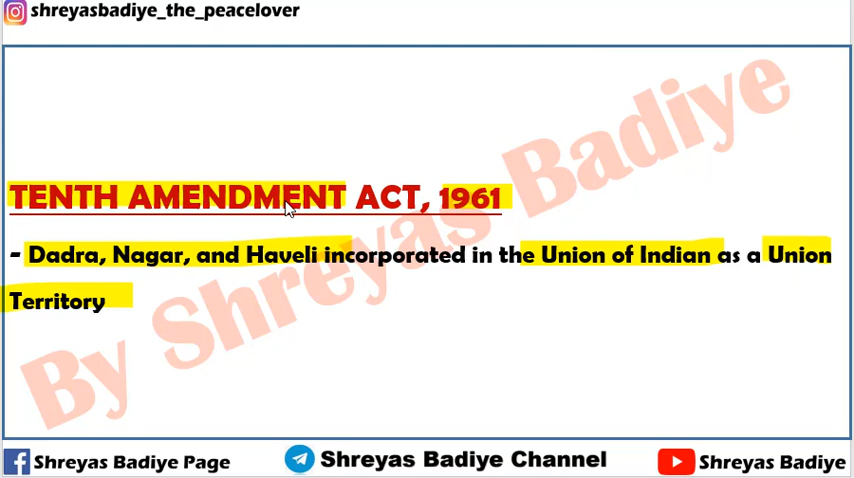 shreyasbadiye_the_peacelover
TENTH AMENDMENT ACT, 1961
- Dadra, Nagar, and Haveli incorporated in the Union of Indian as a Union
Territory
By Shreyas Badiye
Shreyas Badiye Page
Shreyas Badiye Channel
Shreyas Badiye